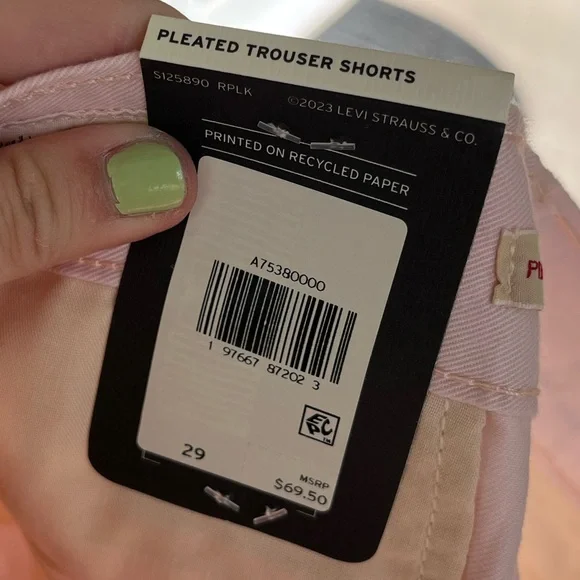 PLEATED TROUSER SHORTS
S125890 RPLK
©2023 LEVI STRAUSS & CO.
PRINTED ON RECYCLED PAPER
A75380000
1 97667 87202 3
EPC™
29
MSRP
$69.50